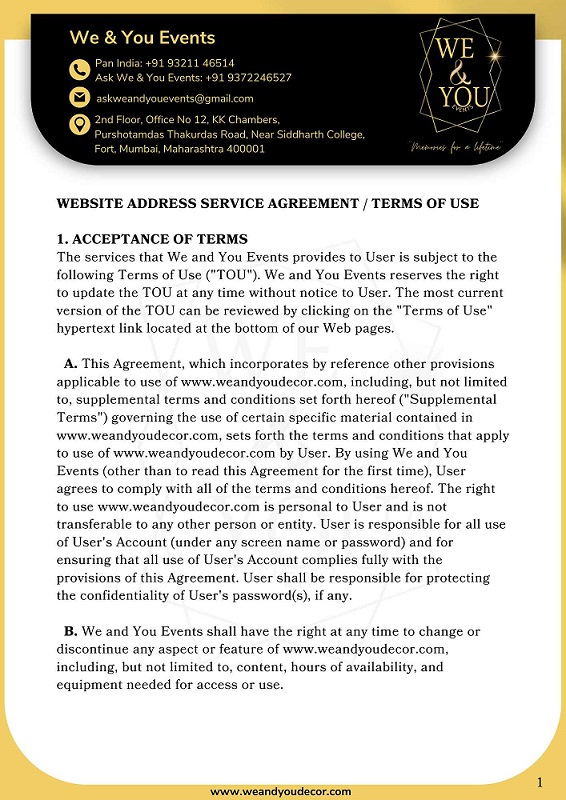 We & You Events
Pan India: +91 93211 46514
Ask We & You Events: +91 9372246527
askweandyouevents@gmail.com
2nd Floor, Office No 12, KK Chambers,
Purshotamdas Thakurdas Road, Near Siddharth College,
Fort, Mumbai, Maharashtra 400001
WE
&
YOU
EVENTS
"Memories for a lifetime"
WEBSITE ADDRESS SERVICE AGREEMENT / TERMS OF USE
1. ACCEPTANCE OF TERMS
The services that We and You Events provides to User is subject to the
following Terms of Use ("TOU"). We and You Events reserves the right
to update the TOU at any time without notice to User. The most current
version of the TOU can be reviewed by clicking on the "Terms of Use"
hypertext link located at the bottom of our Web pages.
A. This Agreement, which incorporates by reference other provisions
applicable to use of www.weandyoudecor.com, including, but not limited
to, supplemental terms and conditions set forth hereof ("Supplemental
Terms") governing the use of certain specific material contained in
www.weandyoudecor.com, sets forth the terms and conditions that apply
to use of www.weandyoudecor.com by User. By using We and You
Events (other than to read this Agreement for the first time), User
agrees to comply with all of the terms and conditions hereof. The right
to use www.weandyoudecor.com is personal to User and is not
transferable to any other person or entity. User is responsible for all use
of User's Account (under any screen name or password) and for
ensuring that all use of User's Account complies fully with the
provisions of this Agreement. User shall be responsible for protecting
the confidentiality of User's password(s), if any.
B. We and You Events shall have the right at any time to change or
discontinue any aspect or feature of www.weandyoudecor.com,
including, but not limited to, content, hours of availability, and
equipment needed for access or use.
www.weandyoudecor.com
1